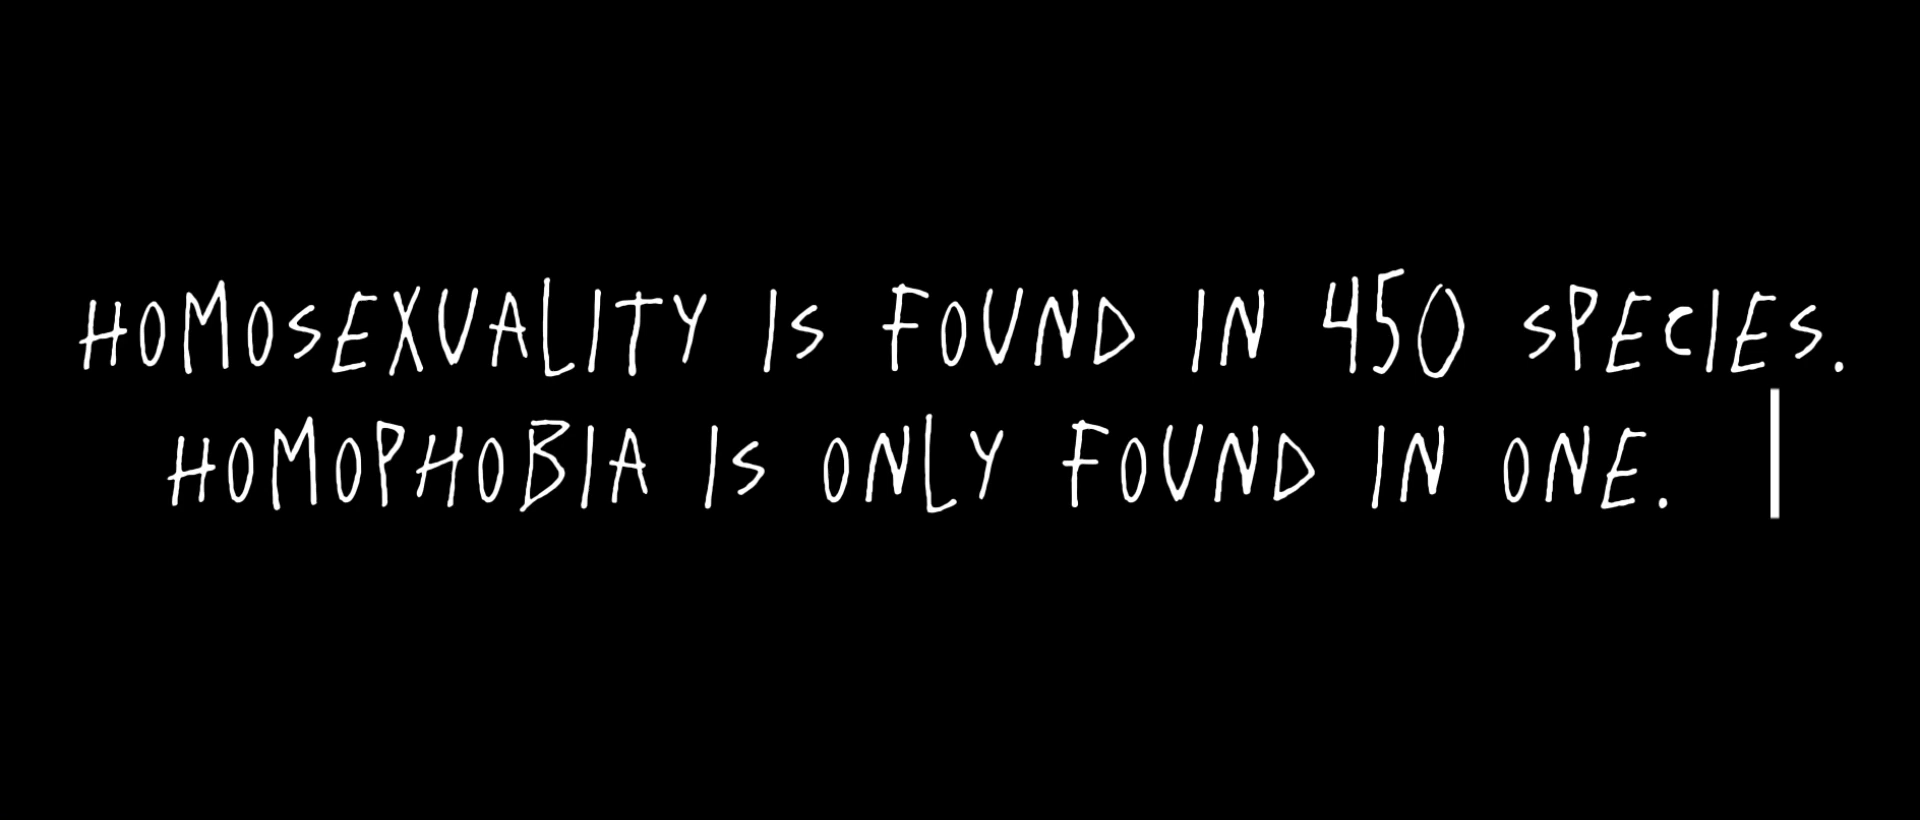 HOMOSEXUALITY IS FOUND IN 450 SPECIES.
HOMOPHOBIA IS ONLY FOUND IN ONE.